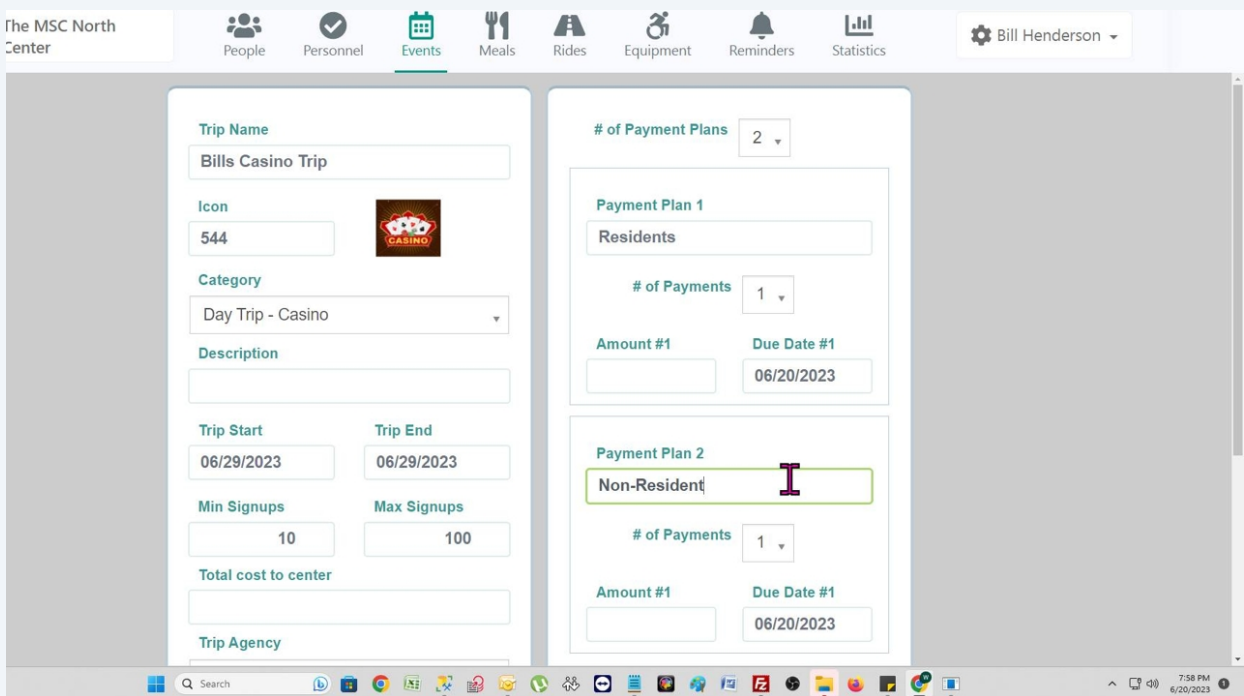 The MSC North
Center
People
Personnel
Events
Meals
Rides
Equipment
Reminders
Statistics
Bill Henderson
Trip Name
Bills Casino Trip
Icon
544
CASINO
Category
Day Trip - Casino
Description
Trip Start
Trip End
06/29/2023
06/29/2023
Min Signups
Max Signups
10
100
Total cost to center
Trip Agency
# of Payment Plans
2
Payment Plan 1
Residents
# of Payments
1
Amount #1
Due Date #1
06/20/2023
Payment Plan 2
Non-Resident
# of Payments
1
Amount #1
Due Date #1
06/20/2023
Search
7:58 PM
6/20/2023